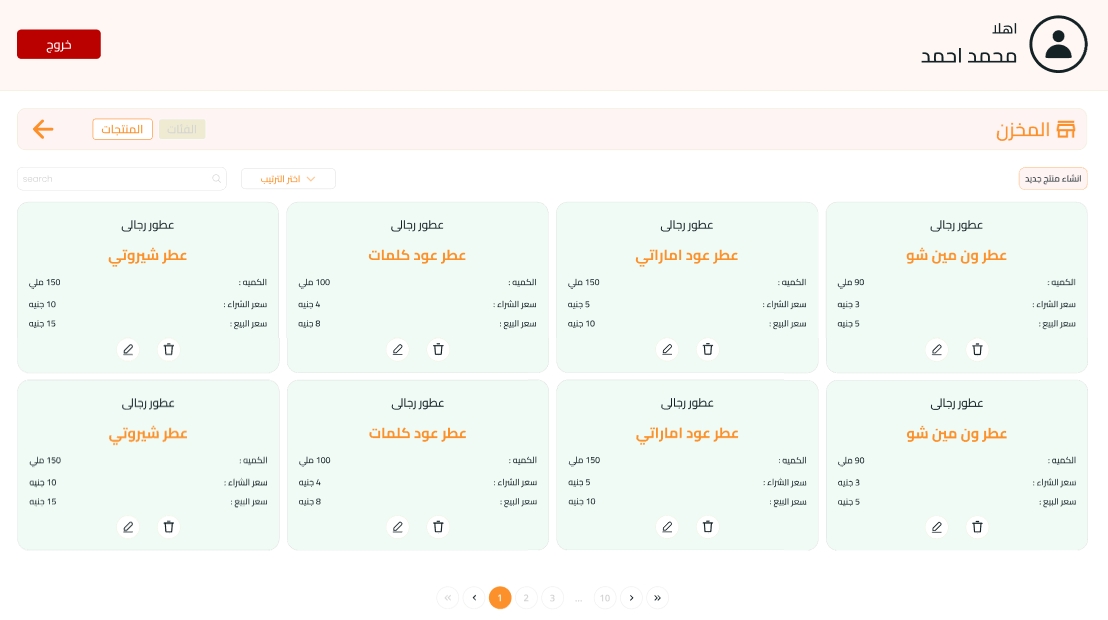 اهلا
محمد احمد
خروج
المخزن
الفئات
المنتجات
انشاء منتج جديد
اختر الترتيب
search
عطور رجالى
عطر ون مين شو
الكميه : 90 ملي
سعر الشراء : 3 جنيه
سعر البيع : 5 جنيه
عطور رجالى
عطر عود اماراتي
الكميه : 150 ملي
سعر الشراء : 5 جنيه
سعر البيع : 10 جنيه
عطور رجالى
عطر عود كلمات
الكميه : 100 ملي
سعر الشراء : 4 جنيه
سعر البيع : 8 جنيه
عطور رجالى
عطر شيروتي
الكميه : 150 ملي
سعر الشراء : 10 جنيه
سعر البيع : 15 جنيه
عطور رجالى
عطر ون مين شو
الكميه : 90 ملي
سعر الشراء : 3 جنيه
سعر البيع : 5 جنيه
عطور رجالى
عطر عود اماراتي
الكميه : 150 ملي
سعر الشراء : 5 جنيه
سعر البيع : 10 جنيه
عطور رجالى
عطر عود كلمات
الكميه : 100 ملي
سعر الشراء : 4 جنيه
سعر البيع : 8 جنيه
عطور رجالى
عطر شيروتي
الكميه : 150 ملي
سعر الشراء : 10 جنيه
سعر البيع : 15 جنيه
« ‹ 1 2 3 ... 10 › »